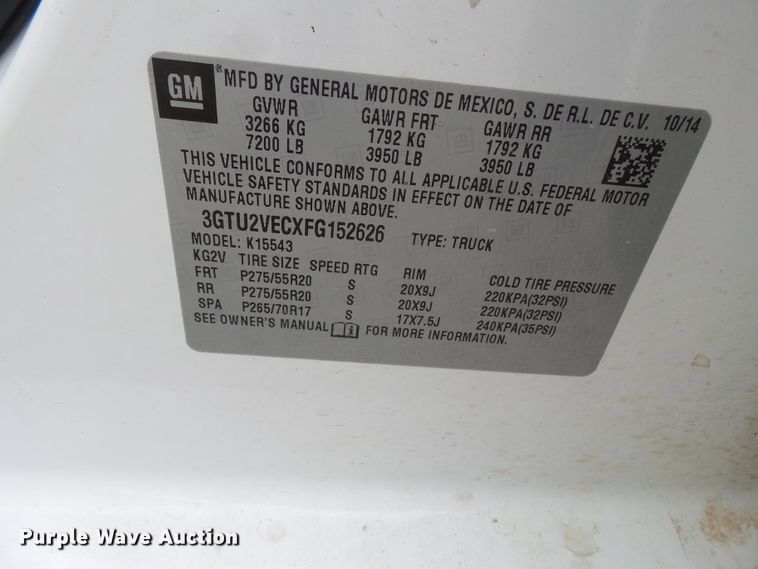 GM ® MFD BY GENERAL MOTORS DE MEXICO, S. DE R.L. DE C.V. 10/14
GVWR GAWR FRT GAWR RR
3266 KG 1792 KG 1792 KG
7200 LB 3950 LB 3950 LB
THIS VEHICLE CONFORMS TO ALL APPLICABLE U.S. FEDERAL MOTOR
VEHICLE SAFETY STANDARDS IN EFFECT ON THE DATE OF
MANUFACTURE SHOWN ABOVE.
3GTU2VECXFG152626 TYPE: TRUCK
MODEL: K15543
KG2V TIRE SIZE SPEED RTG RIM COLD TIRE PRESSURE
FRT P275/55R20 S 20X9J 220KPA(32PSI)
RR P275/55R20 S 20X9J 220KPA(32PSI)
SPA P265/70R17 S 17X7.5J 240KPA(35PSI)
SEE OWNER'S MANUAL FOR MORE INFORMATION.
Purple Wave Auction